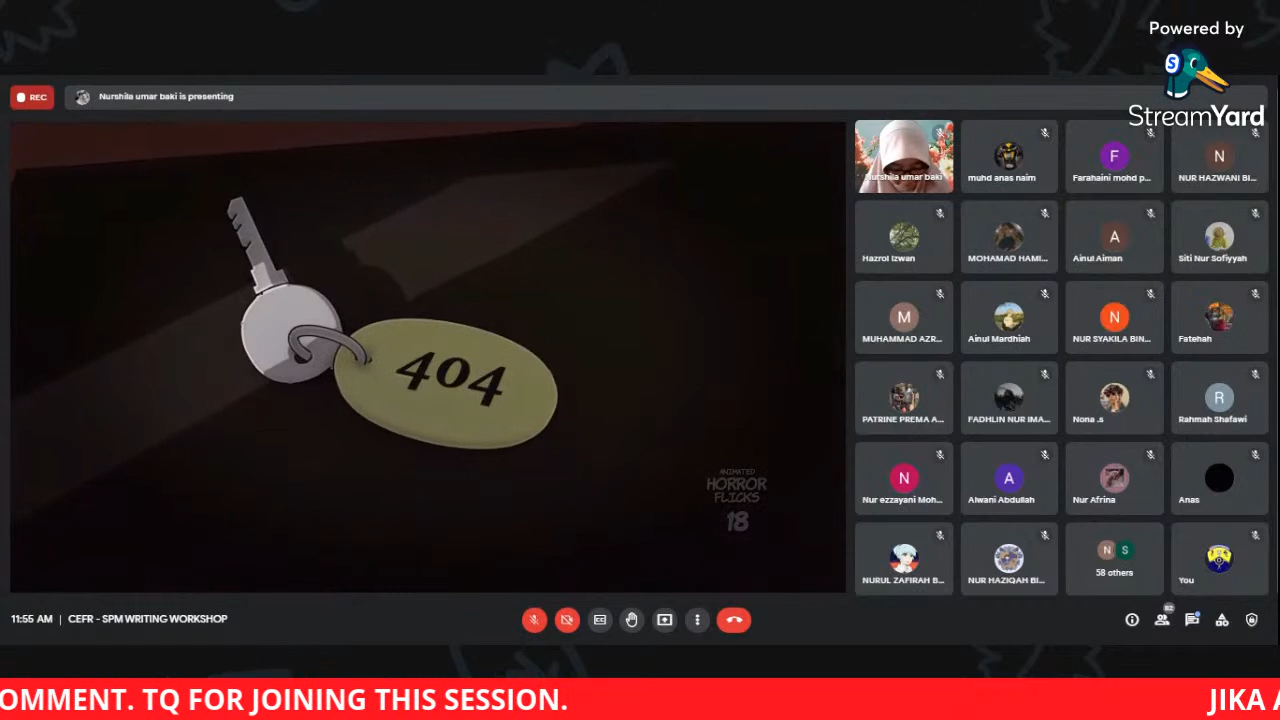 Powered by
StreamYard
REC
Nurshila umar baki is presenting
404
ANIMATED
HORROR
FLICKS
18
Nurshila umar baki
muhd anas naim
Farahaini mohd p...
N
NUR HAZWANI BI...
F
Hazrol Izwan
MOHAMAD HAMI...
A
Ainul Aiman
Siti Nur Sofiyyah
M
MUHAMMAD AZR...
Ainul Mardhiah
N
NUR SYAKILA BIN...
Fatehah
PATRINE PREMA A...
FADHLIN NUR IMA...
Nona .s
R
Rahmah Shafawi
N
Nur ezzayani Moh...
A
Alwani Abdullah
Nur Afrina
Anas
NURUL ZAFIRAH B...
NUR HAZIQAH BI...
N S
58 others
You
11:55 AM | CEFR - SPM WRITING WORKSHOP
82
OMMENT. TQ FOR JOINING THIS SESSION. JIKA A